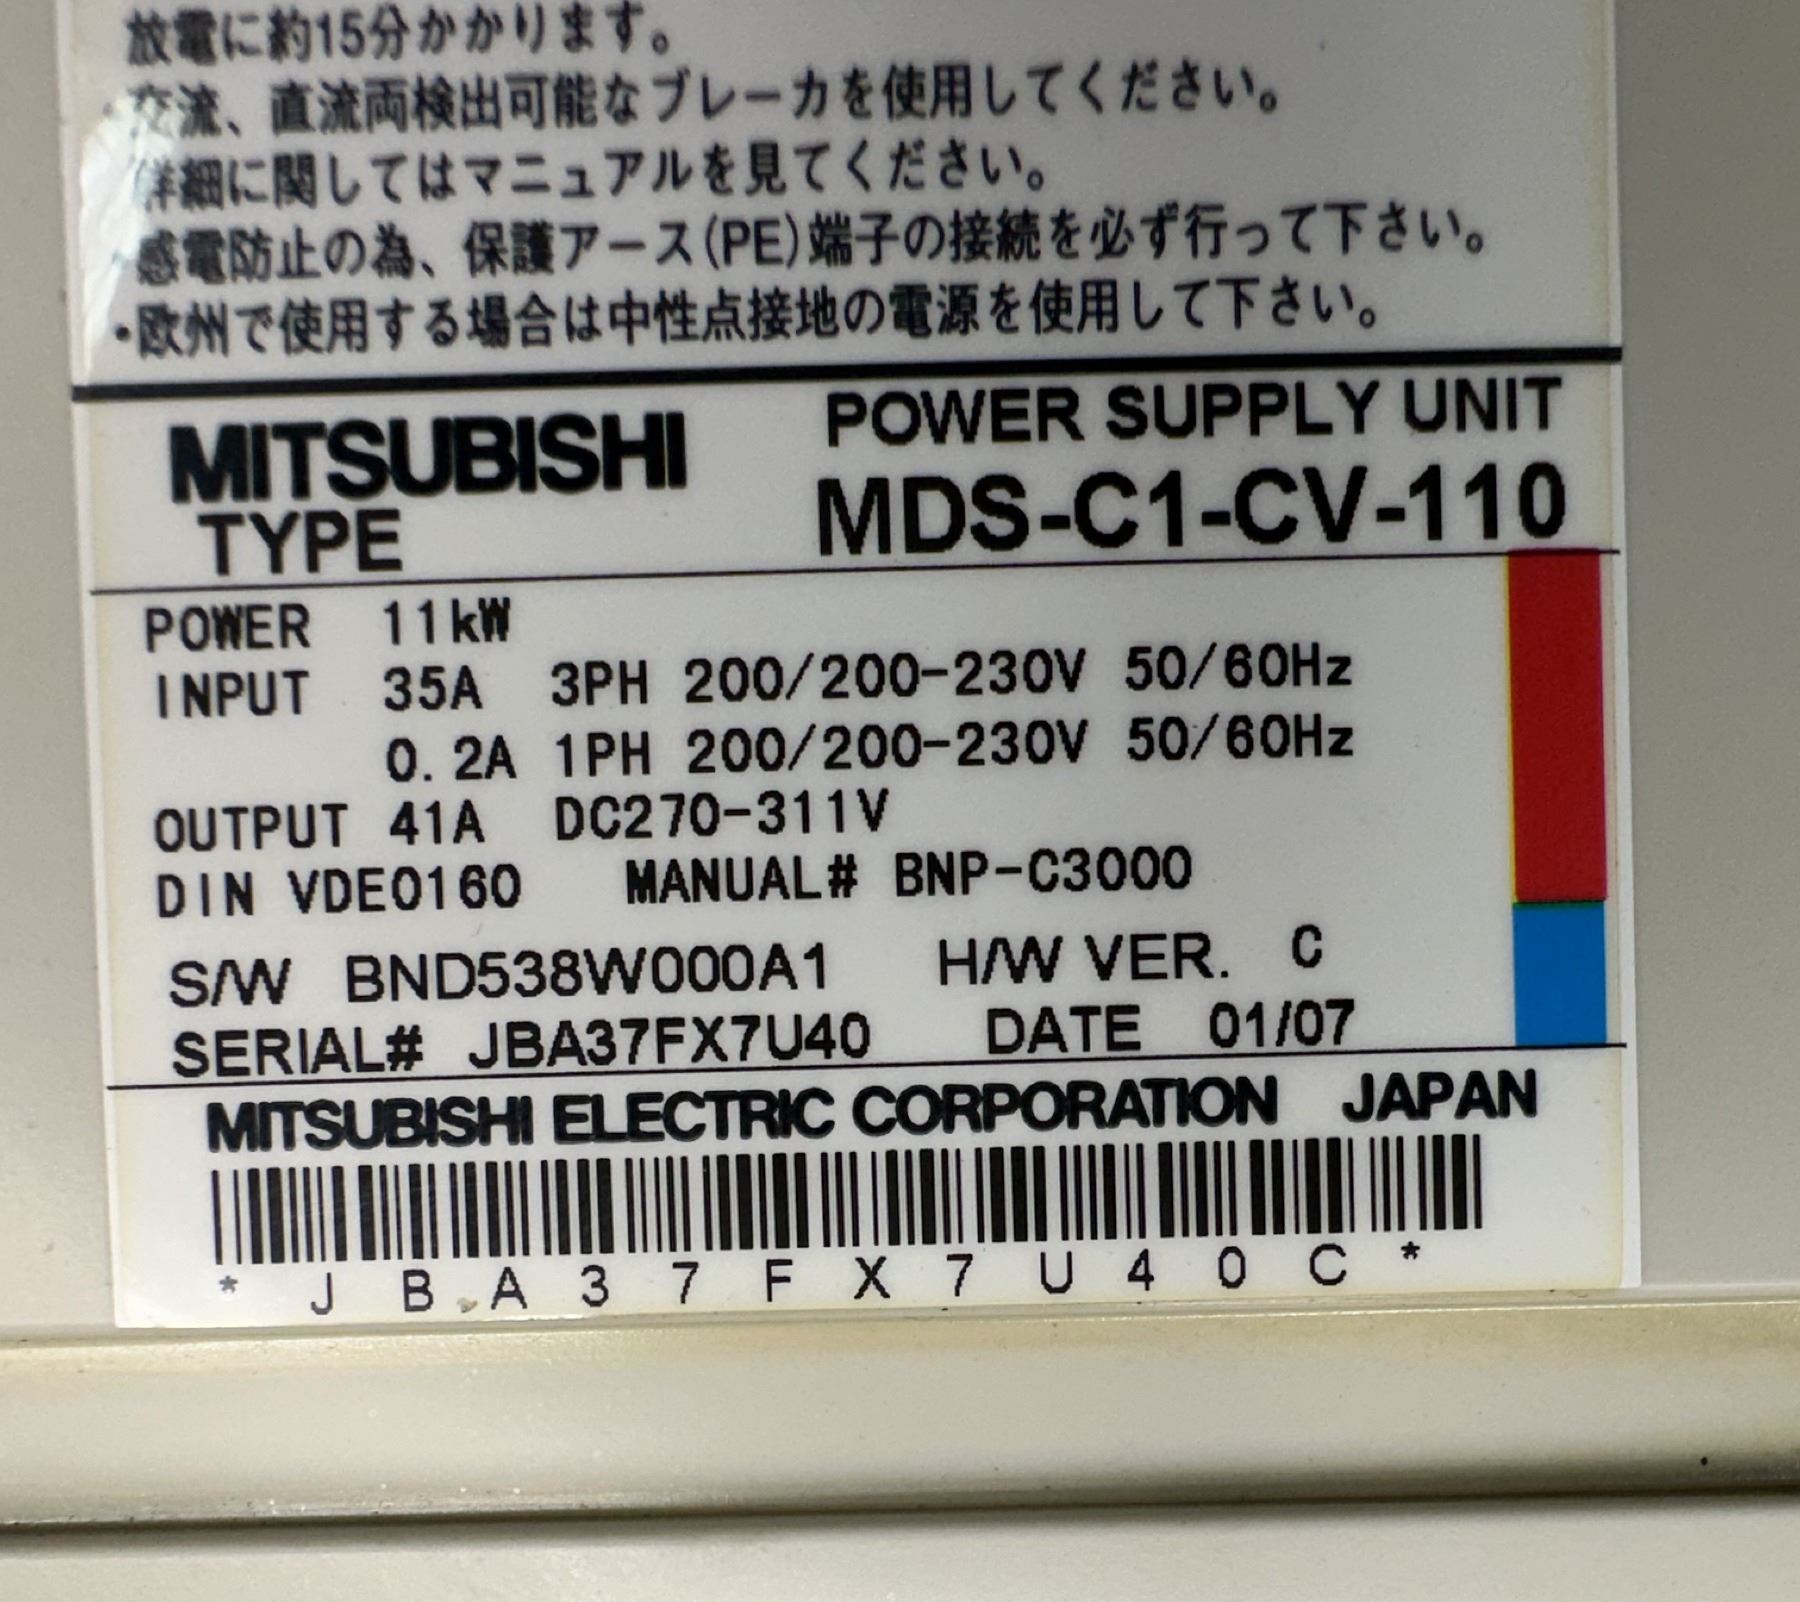 放電に約15分かかります。
・交流、直流両検出可能なブレーカを使用してください。
詳細に関してはマニュアルを見てください。
・感電防止の為、保護アース(PE)端子の接続を必ず行って下さい。
・欧州で使用する場合は中性点接地の電源を使用して下さい。
MITSUBISHI POWER SUPPLY UNIT
TYPE MDS-C1-CV-110
POWER 11kW
INPUT 35A 3PH 200/200-230V 50/60Hz
0.2A 1PH 200/200-230V 50/60Hz
OUTPUT 41A DC270-311V
DIN VDE0160 MANUAL# BNP-C3000
S/W BND538W000A1 H/W VER. C
SERIAL# JBA37FX7U40 DATE 01/07
MITSUBISHI ELECTRIC CORPORATION JAPAN
*JBA37FX7U40C*